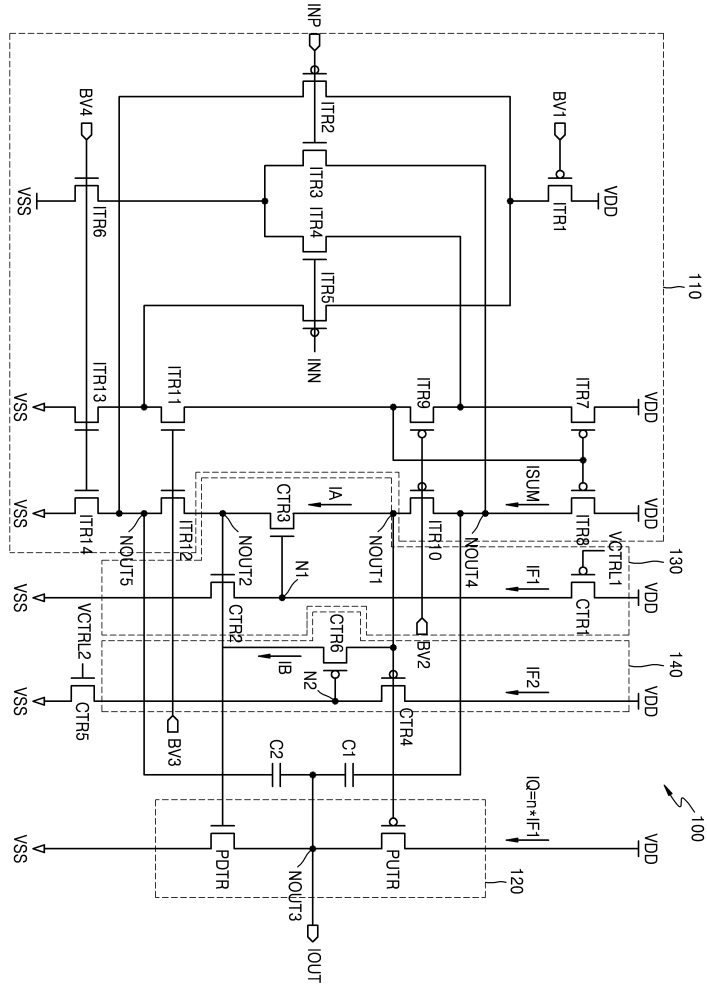 100
110
130
140
VDD
VDD
VDD
VDD
VDD
VDD
BV1
ITR1
ITR7
ITR8
VCTRL1
CTR1
ISUM
IF1
IF2
IQ=n*IF1
120
NOUT4
ITR9
ITR10
BV2
CTR4
PUTR
NOUT1
C1
IA
INP
ITR2
ITR3
ITR4
ITR5
INN
CTR6
N2
IOUT
NOUT3
N1
CTR3
IB
C2
NOUT2
CTR2
PDTR
ITR11
ITR12
BV3
NOUT5
BV4
ITR6
ITR13
ITR14
VCTRL2
CTR5
VSS
VSS
VSS
VSS
VSS
VSS